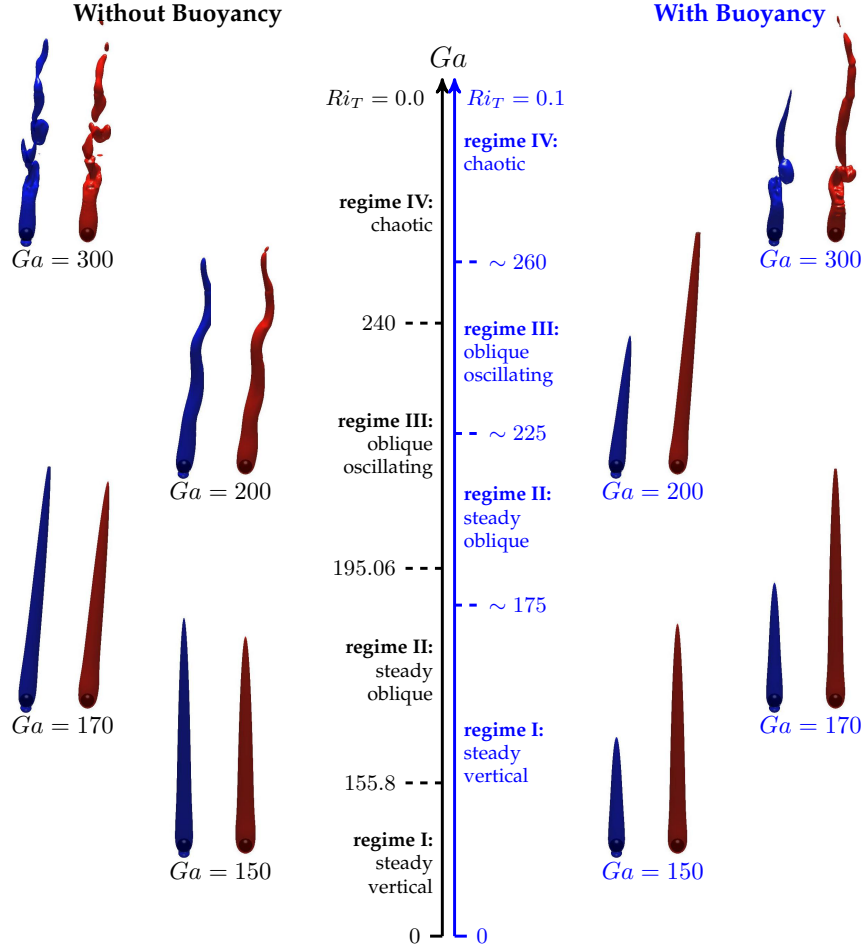 Without Buoyancy
With Buoyancy
Ga
Ri_T = 0.0
Ri_T = 0.1
regime IV:
chaotic
regime IV:
chaotic
Ga = 300
Ga = 300
∼ 260
240
regime III:
oblique
oscillating
regime III:
oblique
oscillating
∼ 225
Ga = 200
Ga = 200
regime II:
steady
oblique
195.06
∼ 175
regime II:
steady
oblique
Ga = 170
Ga = 170
regime I:
steady
vertical
155.8
regime I:
steady
vertical
Ga = 150
Ga = 150
0
0